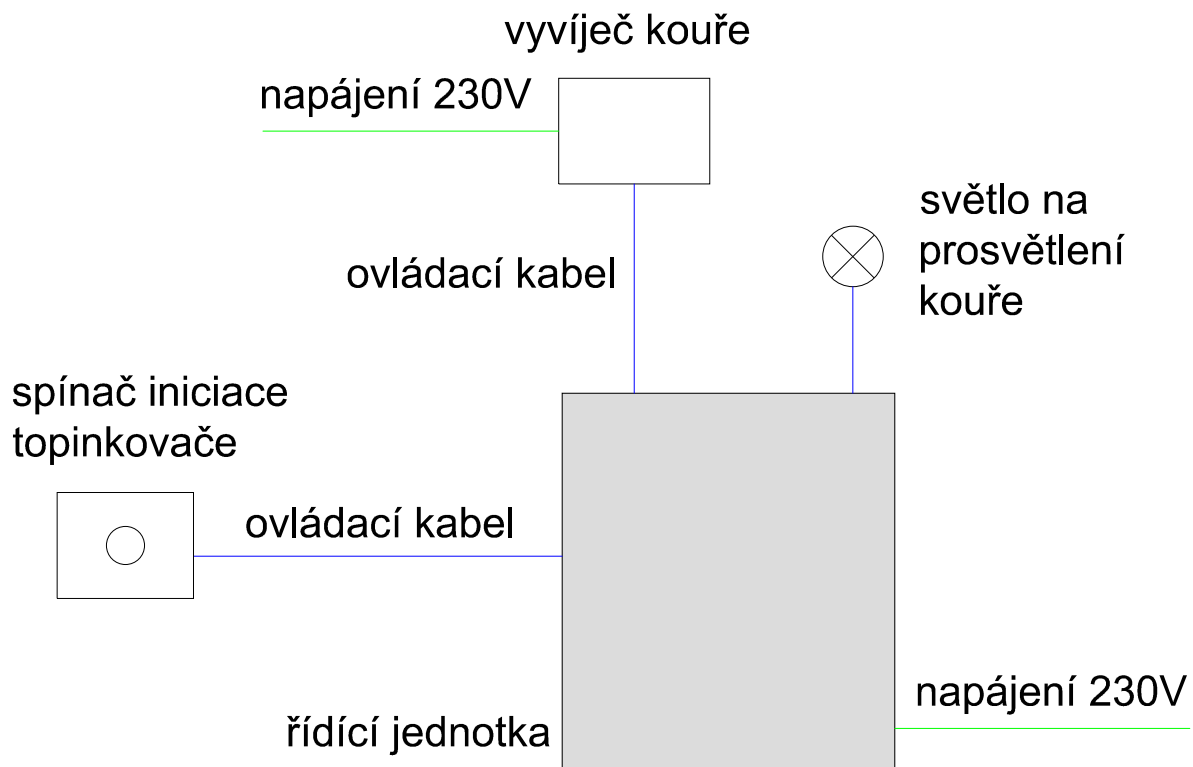 vyvíječ kouře
napájení 230V
světlo na
prosvětlení
kouře
ovládací kabel
spínač iniciace
topinkovače
ovládací kabel
napájení 230V
řídící jednotka